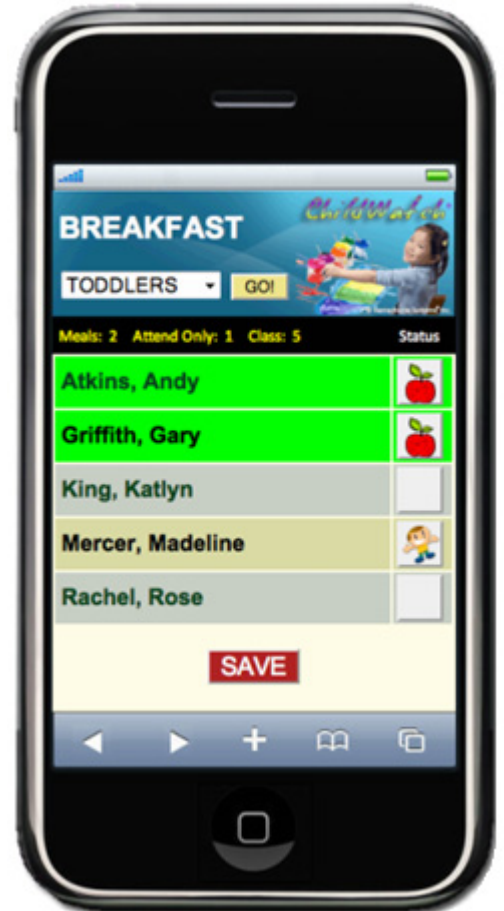 ChildWatch
BREAKFAST
TODDLERS GO!
Meals: 2 Attend Only: 1 Class: 5 Status
Atkins, Andy
Griffith, Gary
King, Katlyn
Mercer, Madeline
Rachel, Rose
SAVE